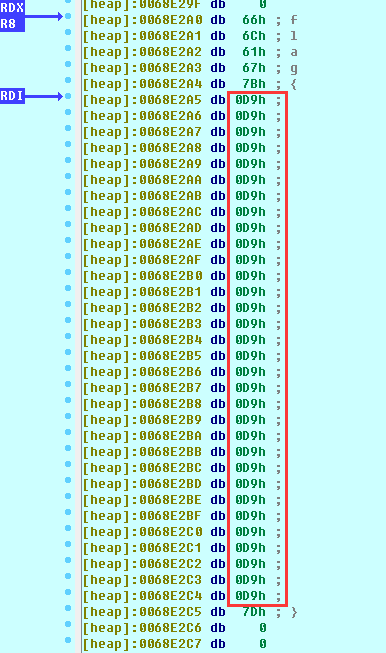 [heap]:0068E29F db 0
RDX [heap]:0068E2A0 db 66h ; f
R8 [heap]:0068E2A1 db 6Ch ; l
[heap]:0068E2A2 db 61h ; a
[heap]:0068E2A3 db 67h ; g
[heap]:0068E2A4 db 7Bh ; {
RDI [heap]:0068E2A5 db 0D9h ;
[heap]:0068E2A6 db 0D9h ;
[heap]:0068E2A7 db 0D9h ;
[heap]:0068E2A8 db 0D9h ;
[heap]:0068E2A9 db 0D9h ;
[heap]:0068E2AA db 0D9h ;
[heap]:0068E2AB db 0D9h ;
[heap]:0068E2AC db 0D9h ;
[heap]:0068E2AD db 0D9h ;
[heap]:0068E2AE db 0D9h ;
[heap]:0068E2AF db 0D9h ;
[heap]:0068E2B0 db 0D9h ;
[heap]:0068E2B1 db 0D9h ;
[heap]:0068E2B2 db 0D9h ;
[heap]:0068E2B3 db 0D9h ;
[heap]:0068E2B4 db 0D9h ;
[heap]:0068E2B5 db 0D9h ;
[heap]:0068E2B6 db 0D9h ;
[heap]:0068E2B7 db 0D9h ;
[heap]:0068E2B8 db 0D9h ;
[heap]:0068E2B9 db 0D9h ;
[heap]:0068E2BA db 0D9h ;
[heap]:0068E2BB db 0D9h ;
[heap]:0068E2BC db 0D9h ;
[heap]:0068E2BD db 0D9h ;
[heap]:0068E2BE db 0D9h ;
[heap]:0068E2BF db 0D9h ;
[heap]:0068E2C0 db 0D9h ;
[heap]:0068E2C1 db 0D9h ;
[heap]:0068E2C2 db 0D9h ;
[heap]:0068E2C3 db 0D9h ;
[heap]:0068E2C4 db 0D9h ;
[heap]:0068E2C5 db 7Dh ; }
[heap]:0068E2C6 db 0
[heap]:0068E2C7 db 0